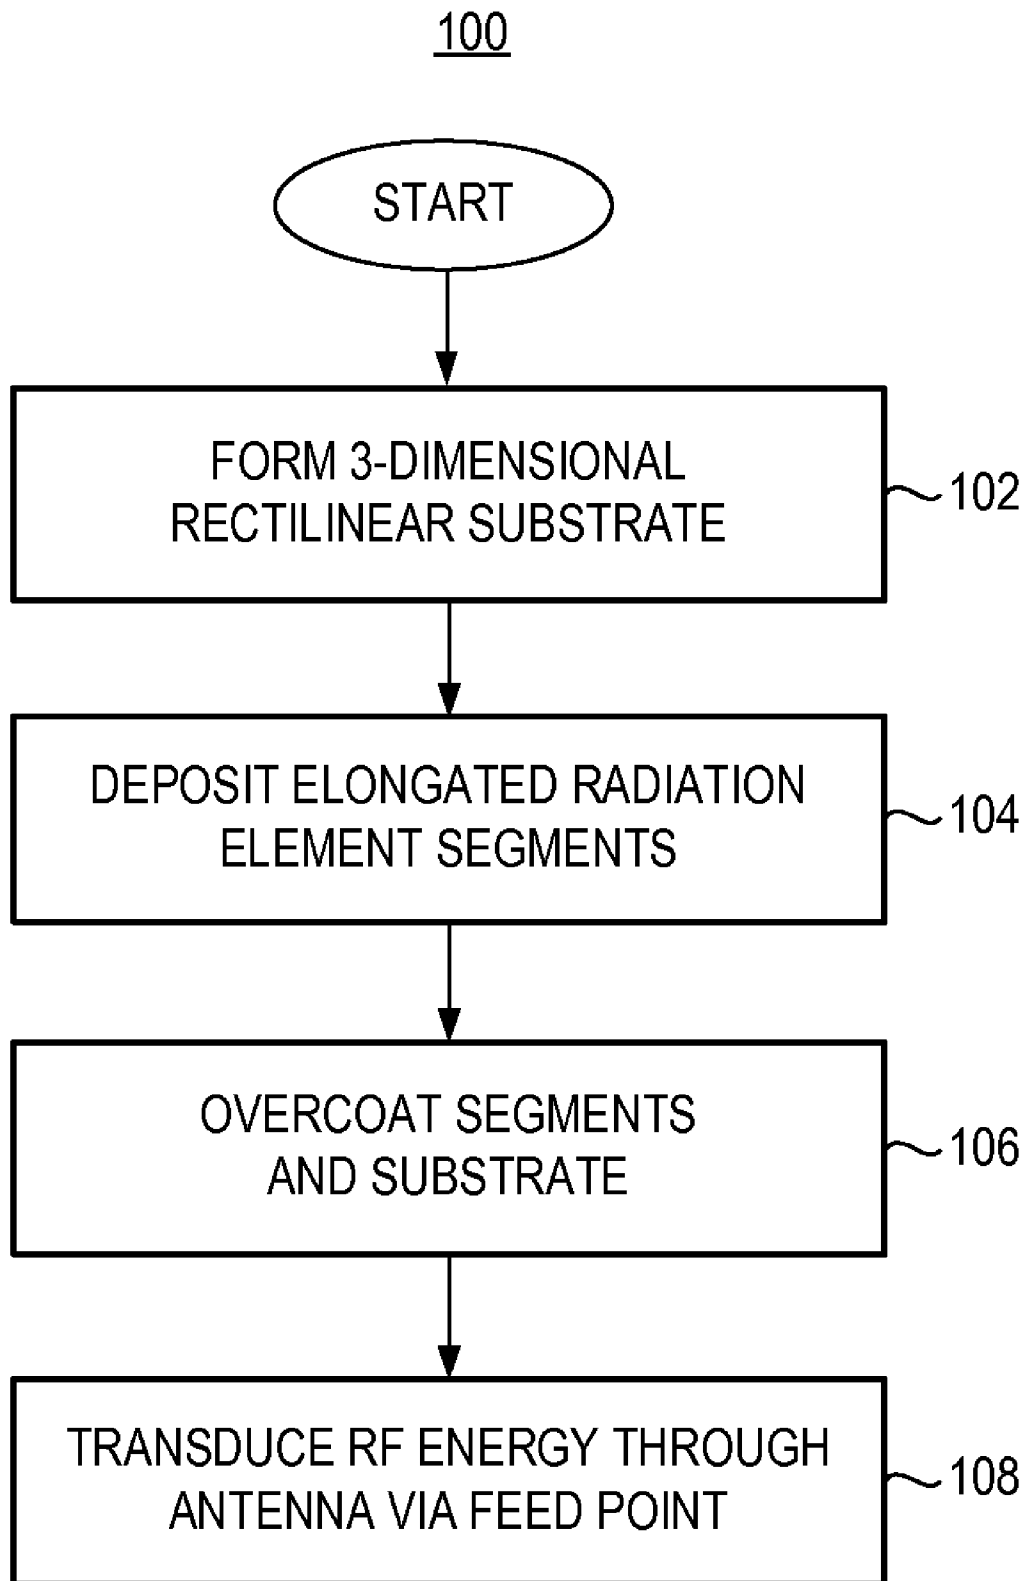 100
START
FORM 3-DIMENSIONAL
RECTILINEAR SUBSTRATE
102
DEPOSIT ELONGATED RADIATION
ELEMENT SEGMENTS
104
OVERCOAT SEGMENTS
AND SUBSTRATE
106
TRANSDUCE RF ENERGY THROUGH
ANTENNA VIA FEED POINT
108